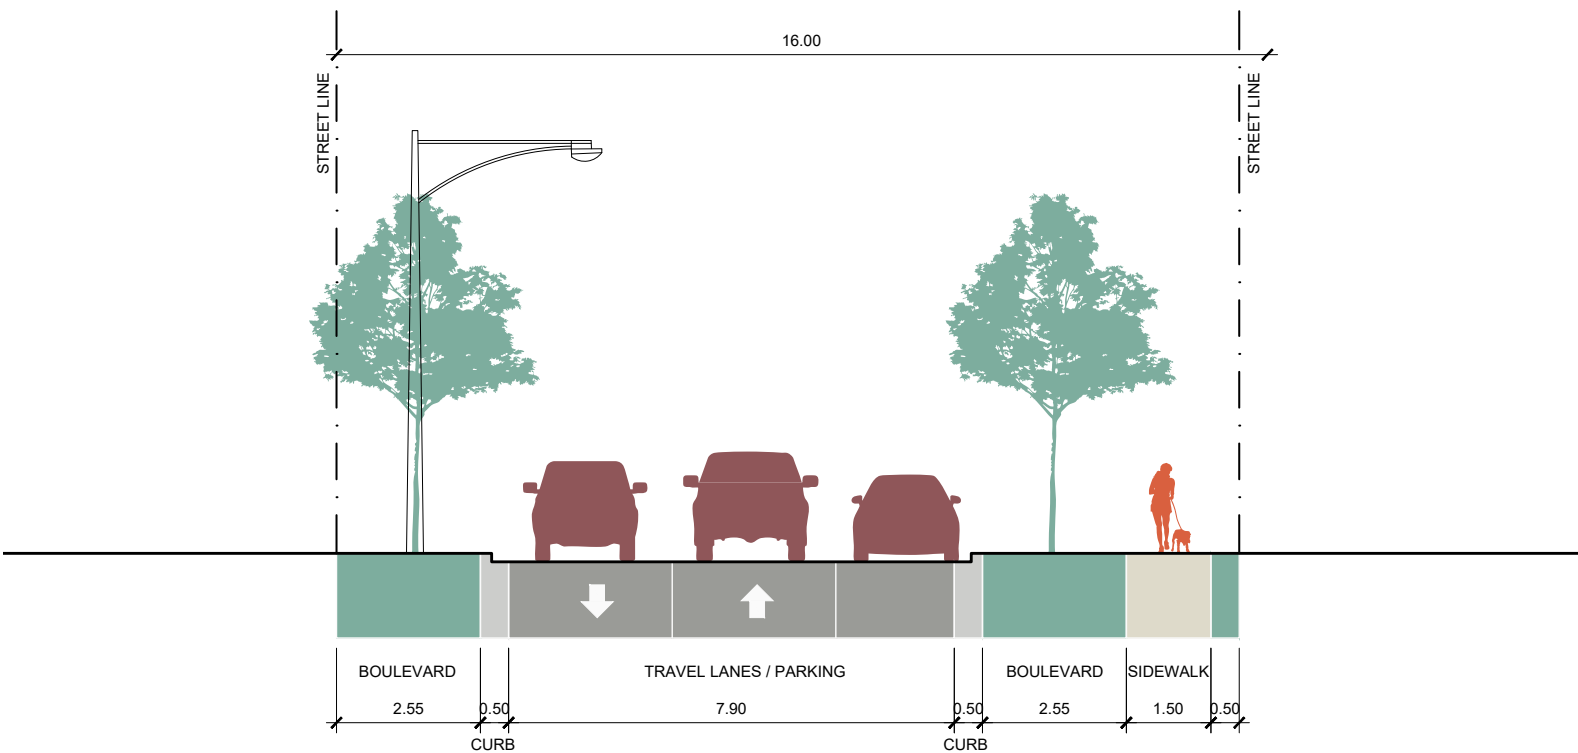 16.00
STREET LINE
STREET LINE
BOULEVARD
TRAVEL LANES / PARKING
BOULEVARD
SIDEWALK
2.55
0.50
7.90
0.50
2.55
1.50
0.50
CURB
CURB